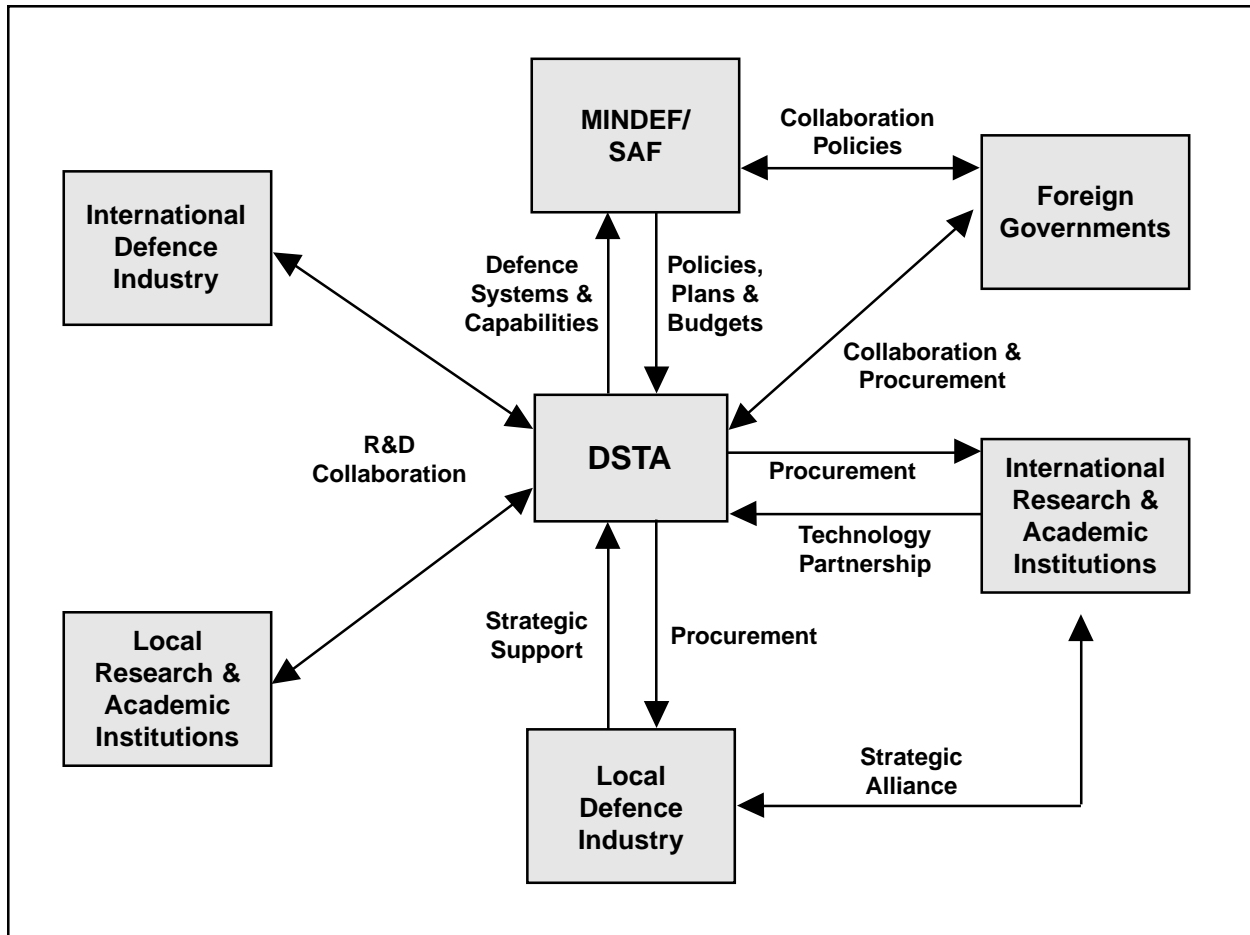 MINDEF/
SAF
Collaboration
Policies
Foreign
Governments
International
Defence
Industry
Defence
Systems &
Capabilities
Policies,
Plans &
Budgets
Collaboration &
Procurement
R&D
Collaboration
DSTA
Procurement
Technology
Partnership
International
Research &
Academic
Institutions
Local
Research &
Academic
Institutions
Strategic
Support
Procurement
Local
Defence
Industry
Strategic
Alliance